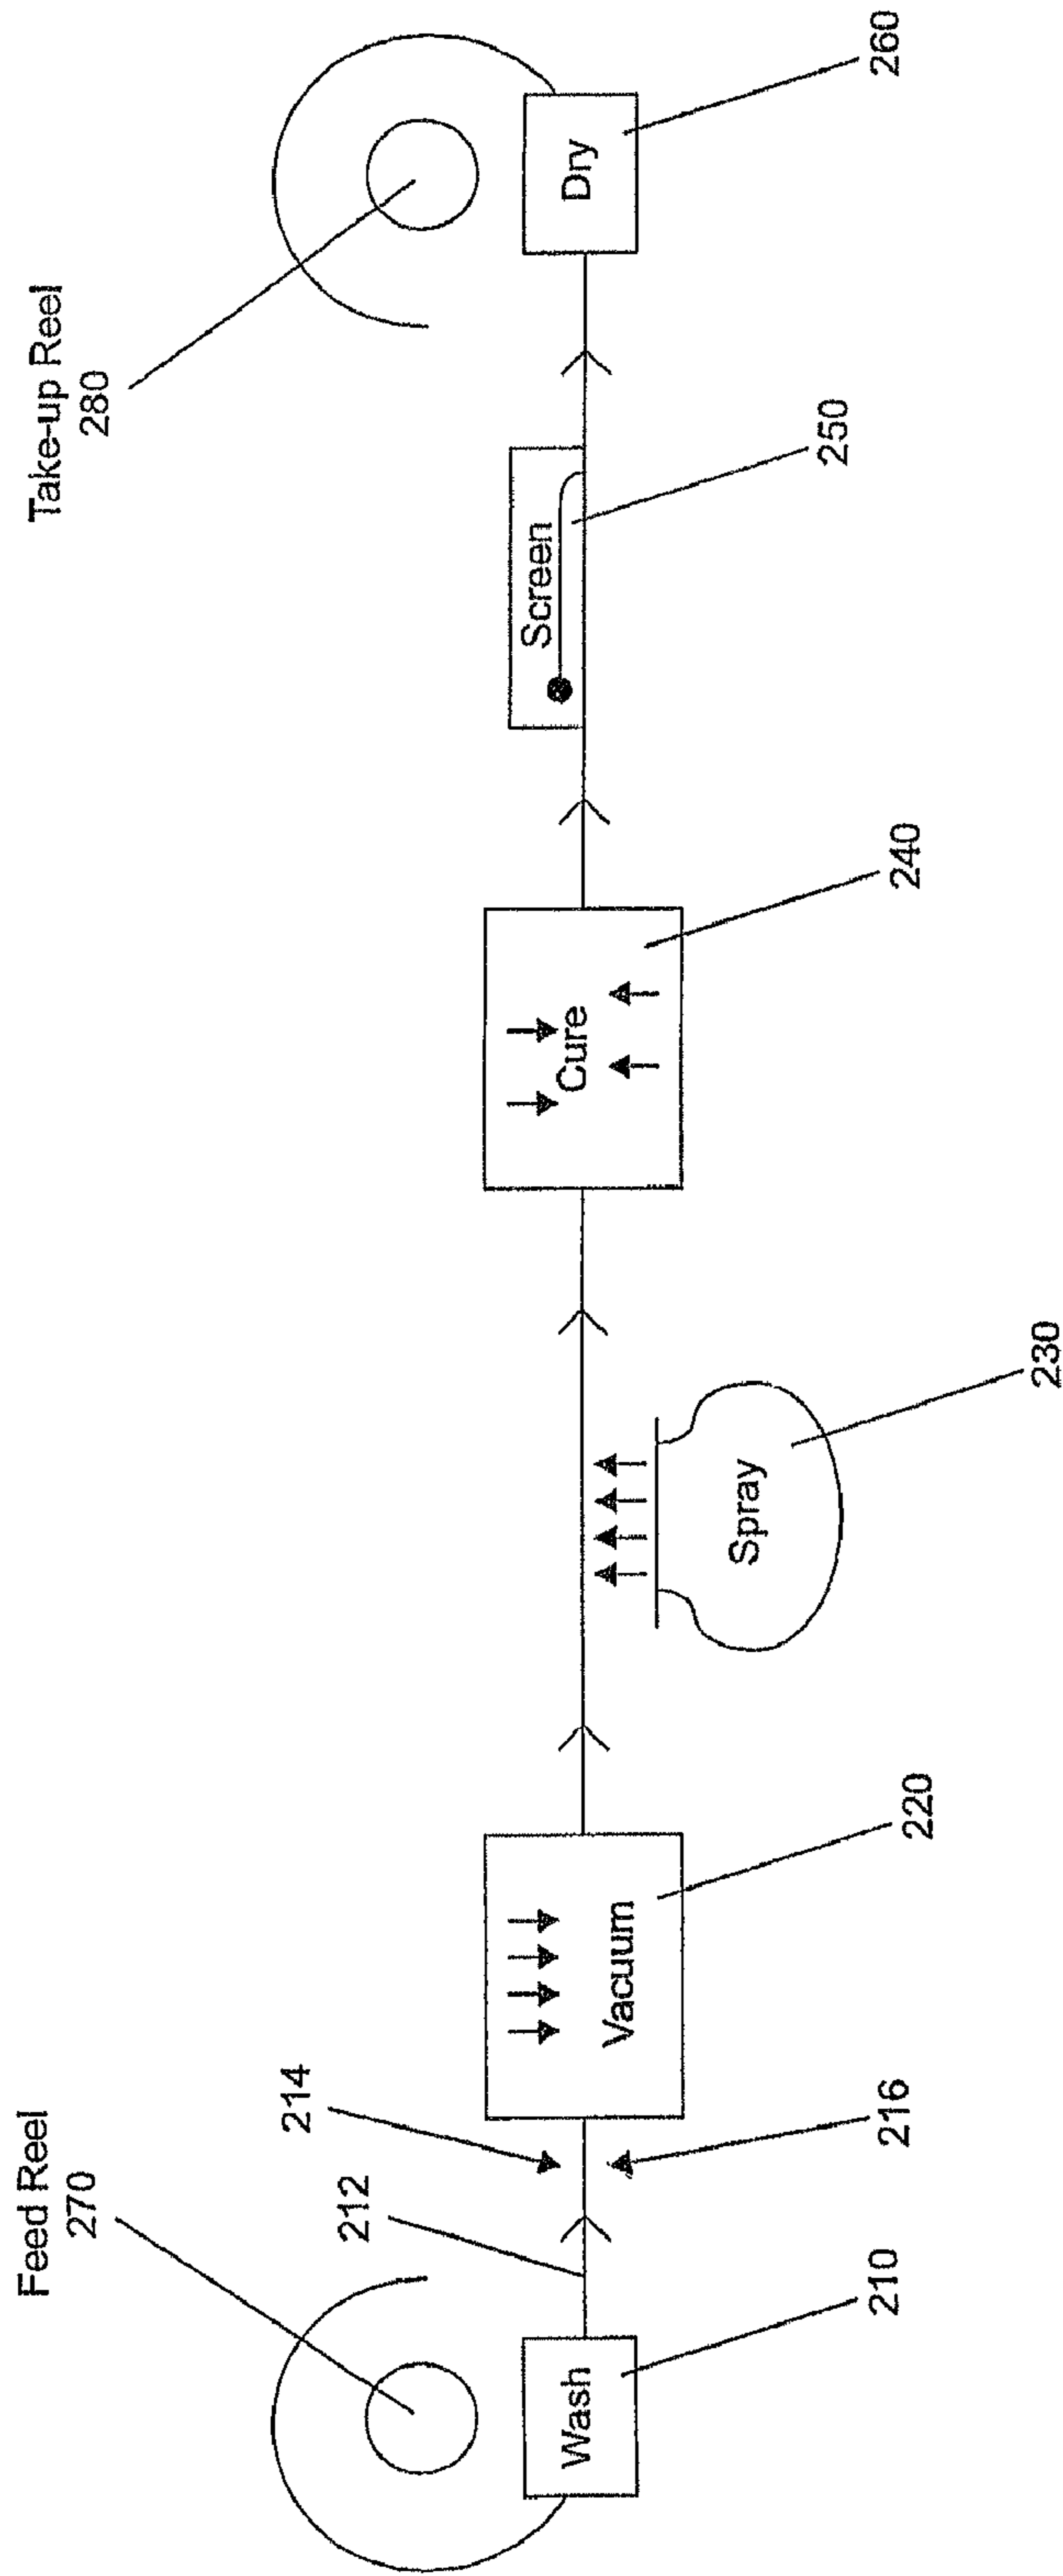 Feed Reel
270
Take-up Reel
280
212
214
Wash
Vacuum
Spray
Cure
Screen
Dry
210
216
220
230
240
250
260